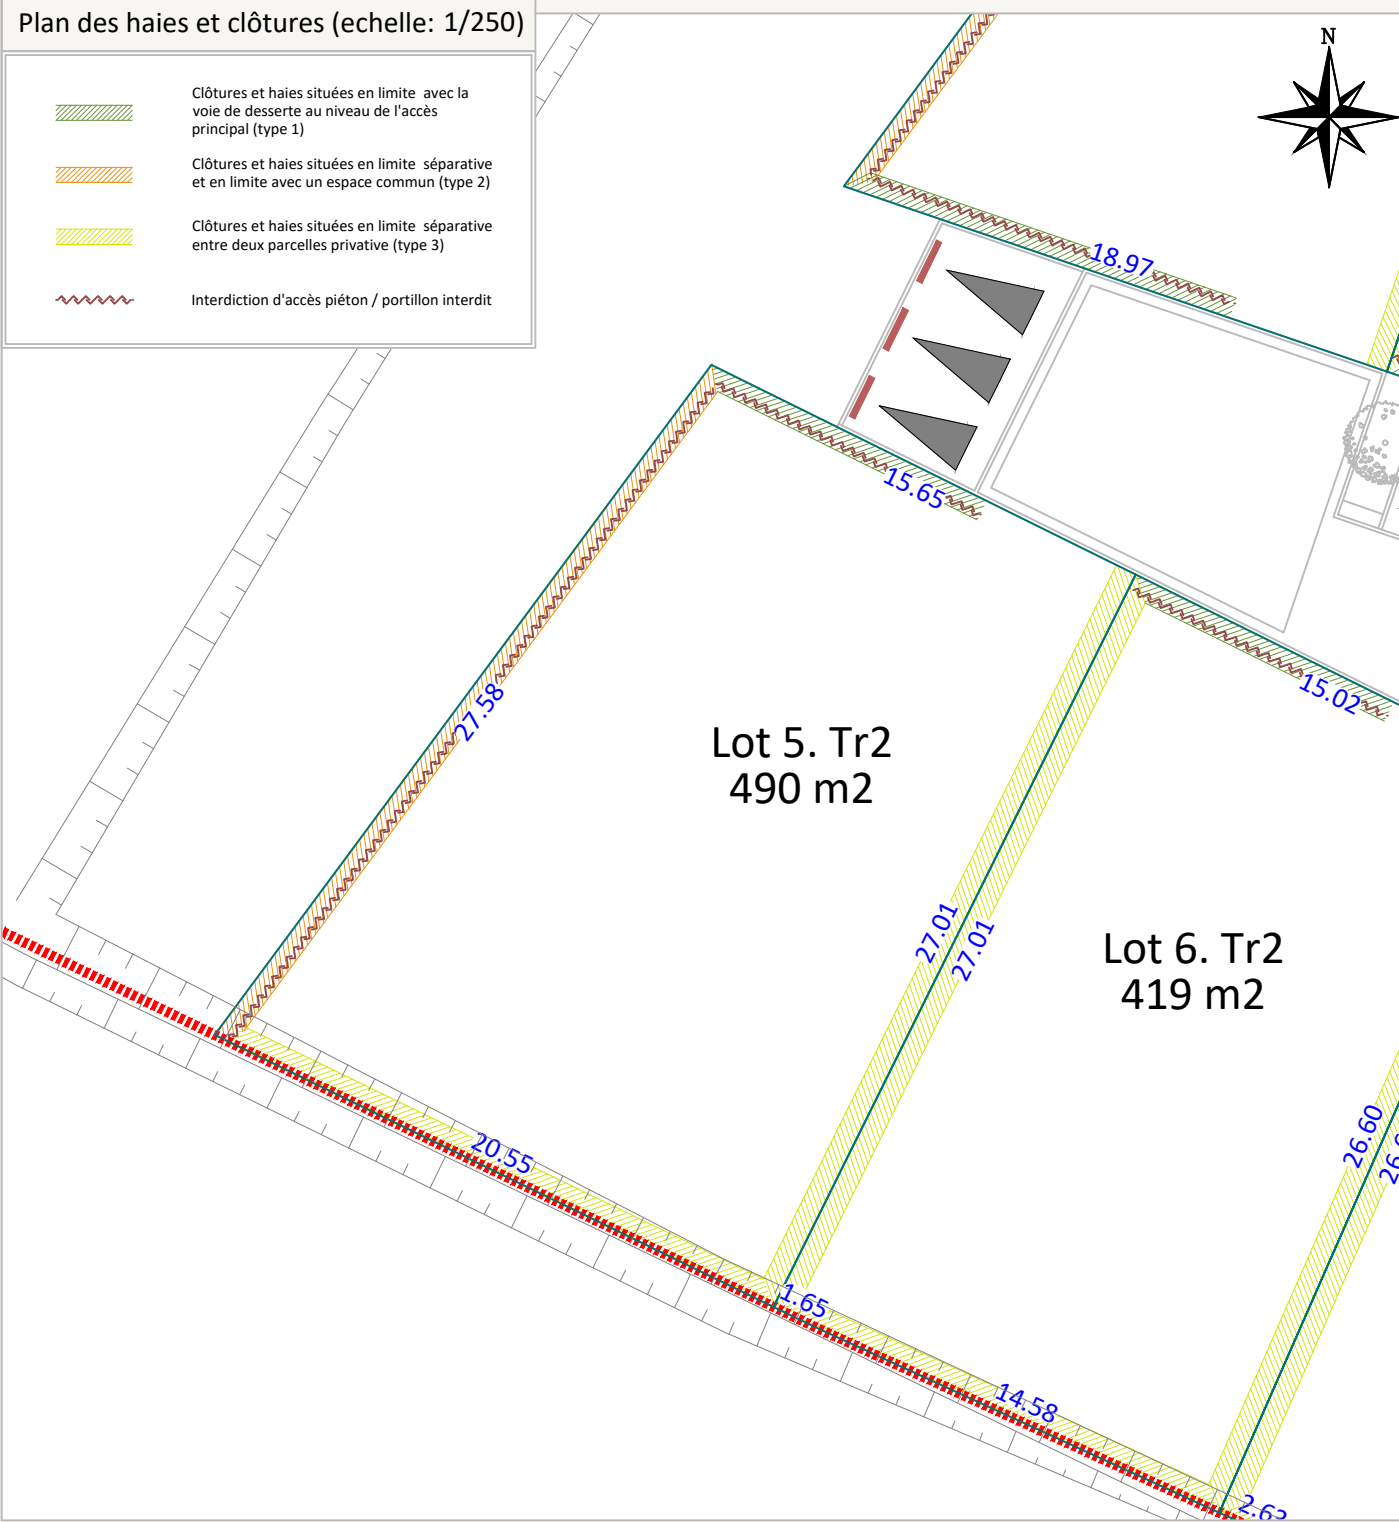 Plan des haies et clôtures (echelle: 1/250)
Clôtures et haies situées en limite avec la
voie de desserte au niveau de l'accès
principal (type 1)
Clôtures et haies situées en limite séparative
et en limite avec un espace commun (type 2)
Clôtures et haies situées en limite séparative
entre deux parcelles privative (type 3)
Interdiction d'accès piéton / portillon interdit
N
18.97
15.65
15.02
27.58
Lot 5. Tr2
490 m2
27.01
27.01
Lot 6. Tr2
419 m2
26.60
20.55
1.65
14.58